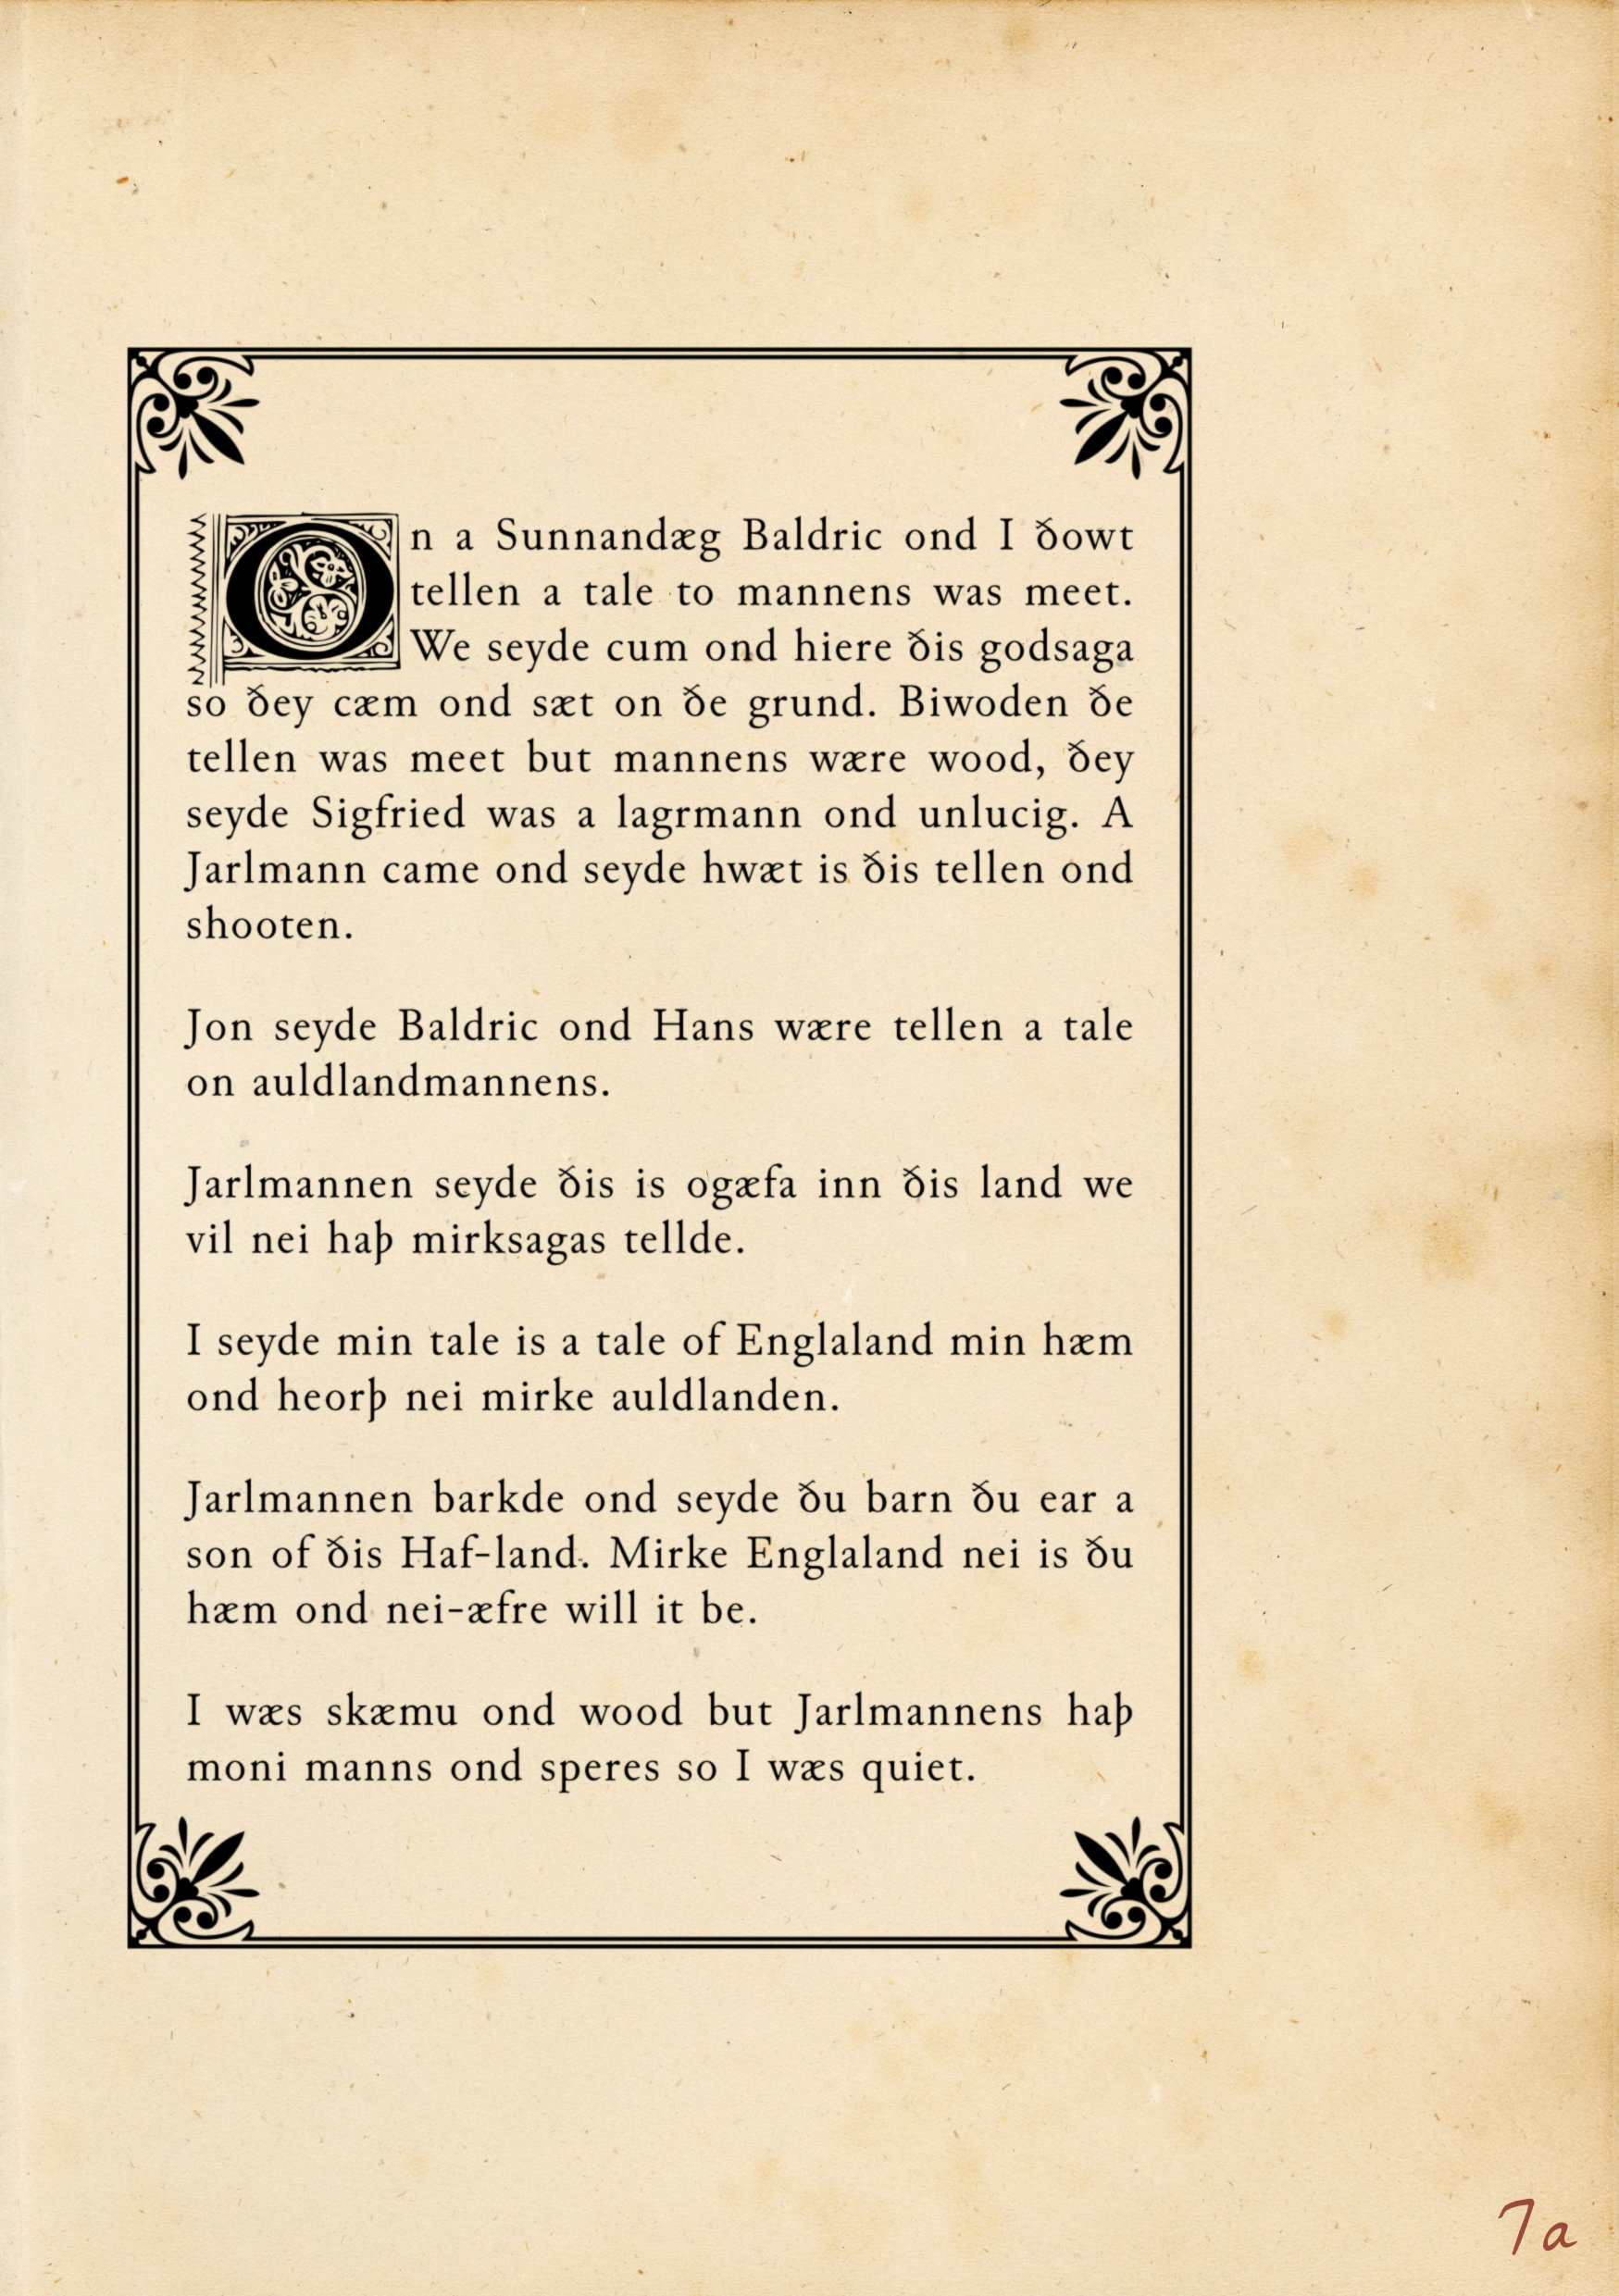 On a Sunnandæg Baldric ond I ðowt
tellen a tale to mannens was meet.
We seyde cum ond hiere ðis godsaga
so ðey cæm ond sæt on ðe grund. Biwoden ðe
tellen was meet but mannens wære wood, ðey
seyde Sigfried was a lagrmann ond unlucig. A
Jarlmann came ond seyde hwæt is ðis tellen ond
shooten.
Jon seyde Baldric ond Hans wære tellen a tale
on auldlandmannens.
Jarlmannen seyde ðis is ogæfa inn ðis land we
vil nei haþ mirksagas tellde.
I seyde min tale is a tale of Englaland min hæm
ond heorþ nei mirke auldlanden.
Jarlmannen barkde ond seyde ðu barn ðu ear a
son of ðis Haf-land. Mirke Englaland nei is ðu
hæm ond nei-æfre will it be.
I wæs skæmu ond wood but Jarlmannens haþ
moni manns ond speres so I wæs quiet.
7a